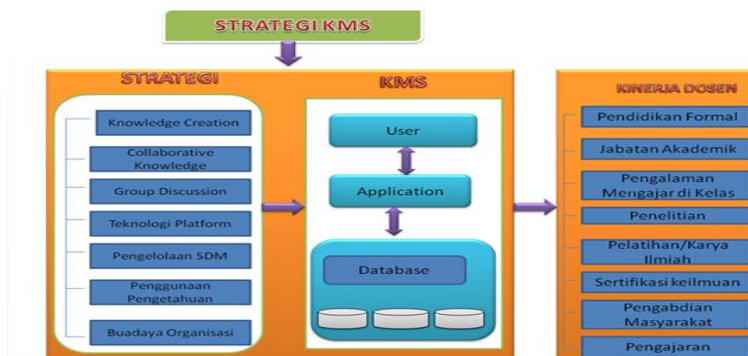 STRATEGI KMS
STRATEGI
Knowledge Creation
Collaborative
Knowledge
Group Discussion
Teknologi Platform
Pengelolaan SDM
Penggunaan
Pengetahuan
Buadaya Organisasi
KMS
User
Application
Database
KINERJA DOSEN
Pendidikan Formal
Jabatan Akademik
Pengalaman
Mengajar di Kelas
Penelitian
Pelatihan/Karya
Ilmiah
Sertifikasi keilmuan
Pengabdian
Masyarakat
Pengajaran